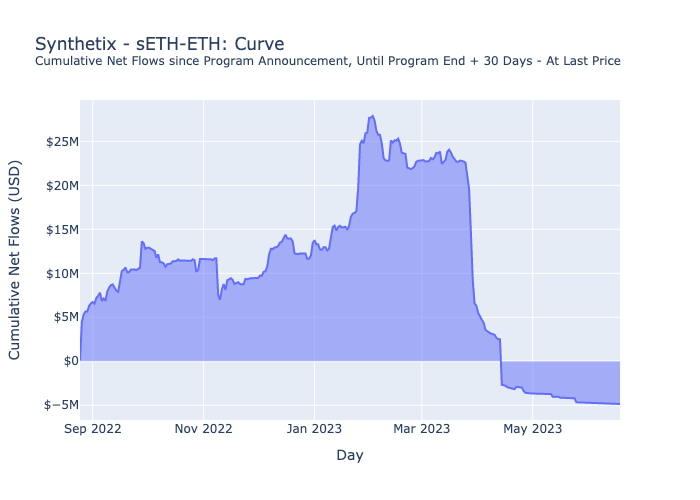 Synthetix - sETH-ETH: Curve
Cumulative Net Flows since Program Announcement, Until Program End + 30 Days - At Last Price
Cumulative Net Flows (USD)
$25M
$20M
$15M
$10M
$5M
$0
$−5M
Sep 2022
Nov 2022
Jan 2023
Mar 2023
May 2023
Day